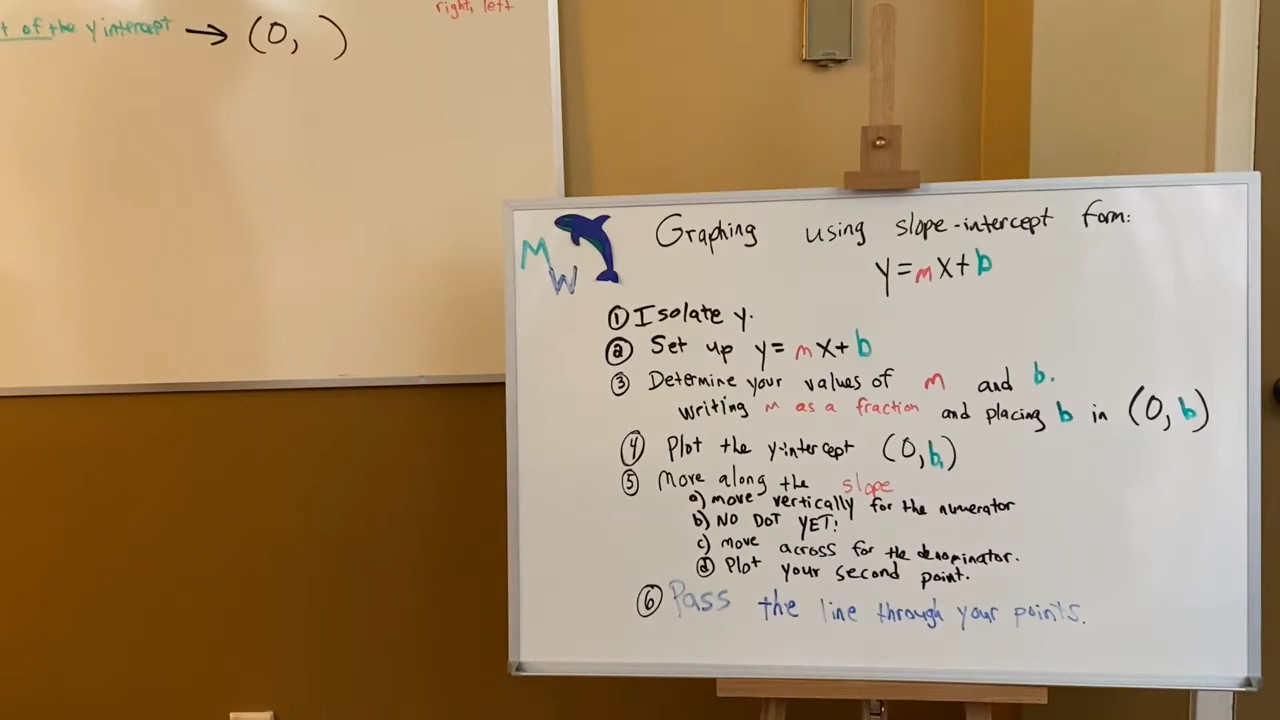 right, left
t of the y intercept → (0, )
M
W
Graphing using slope-intercept form:
y=mx+b
① Isolate y.
② Set up y=mx+b
③ Determine your values of m and b.
writing m as a fraction and placing b in (0,b)
④ Plot the y-intercept (0,b)
⑤ Move along the slope
a) move vertically for the numerator
b) NO DOT YET!
c) move across for the denominator.
d) Plot your second point.
⑥ Pass the line through your points.